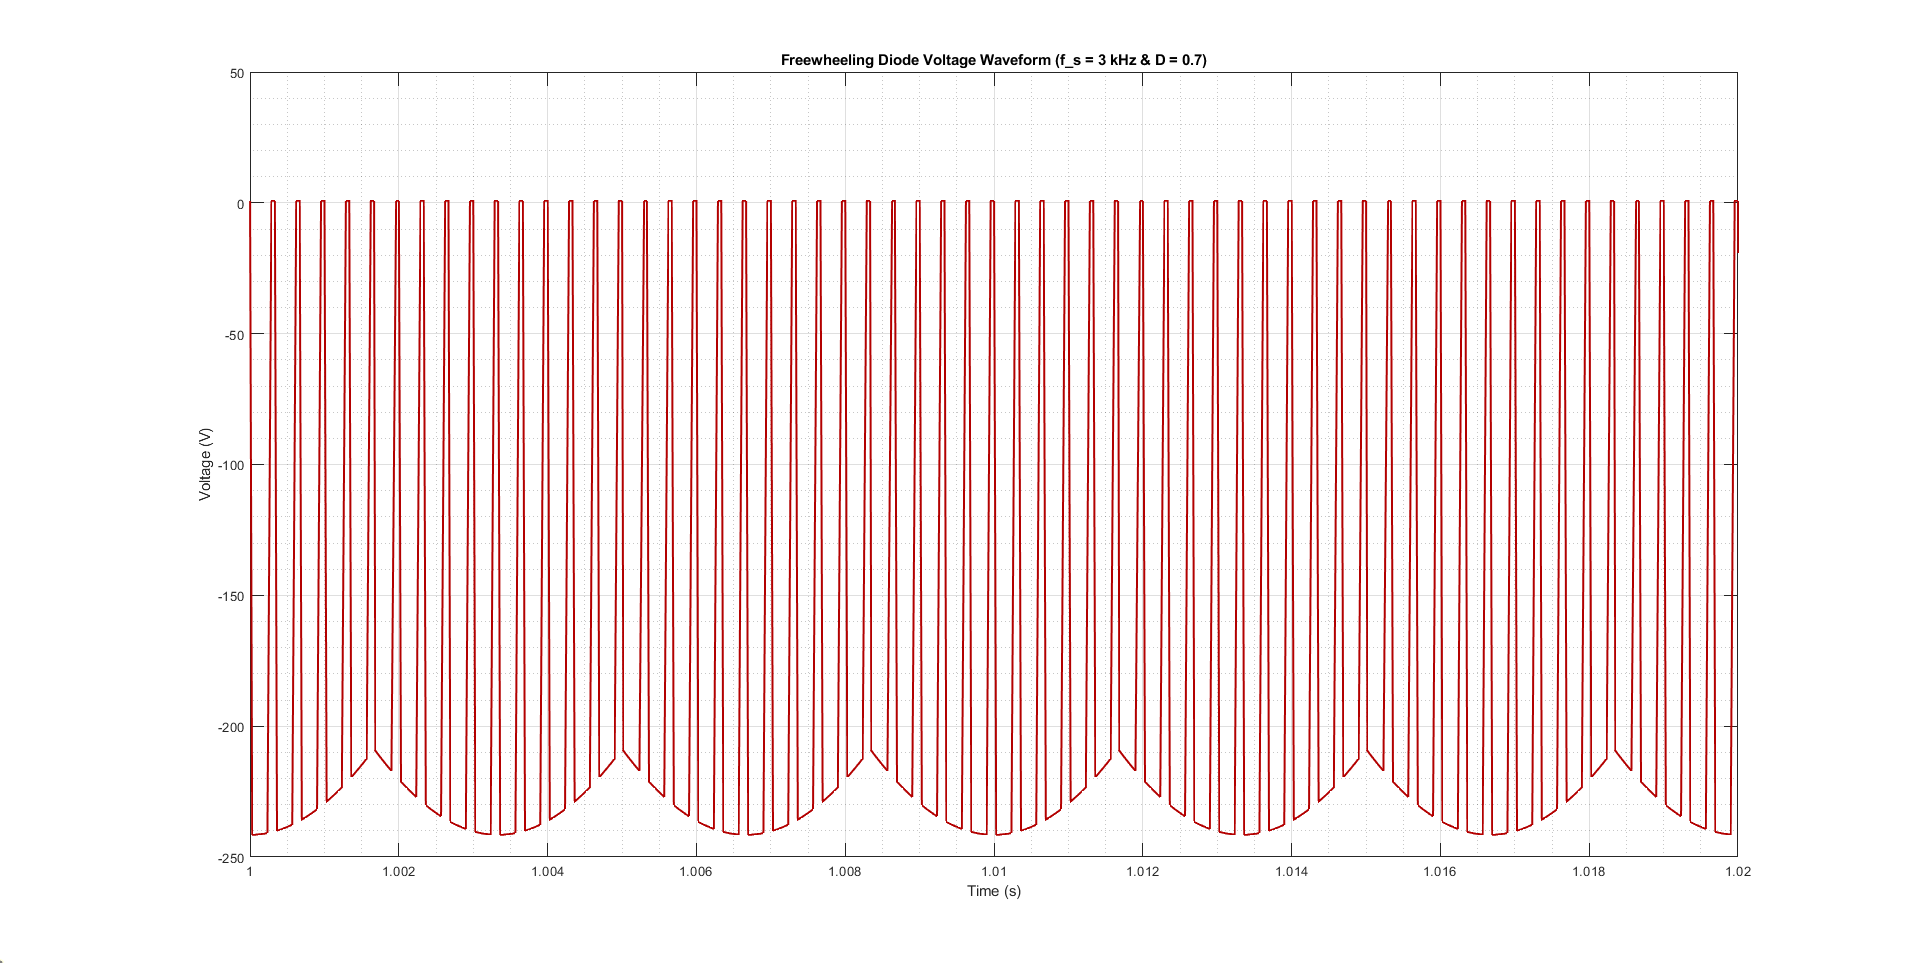 Freewheeling Diode Voltage Waveform (f_s = 3 kHz & D = 0.7)
50
0
-50
-100
-150
-200
-250
Voltage (V)
1 1.002 1.004 1.006 1.008 1.01 1.012 1.014 1.016 1.018 1.02
Time (s)